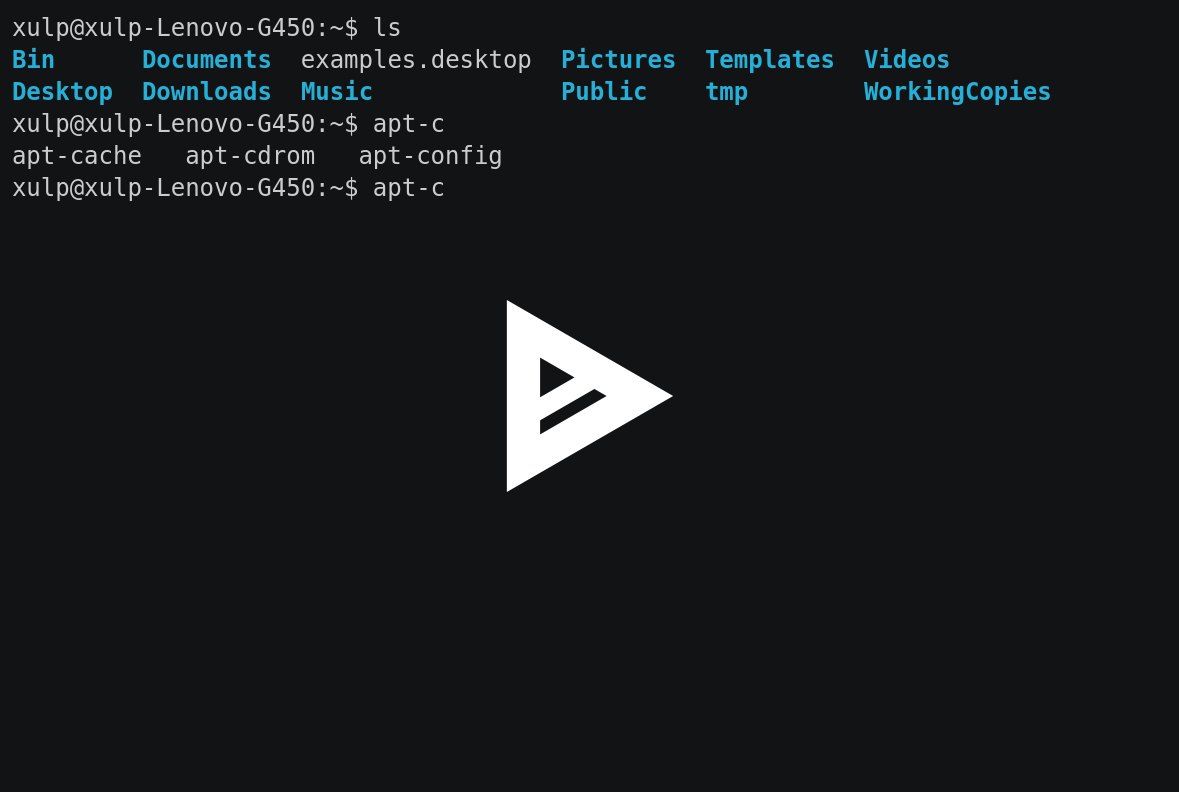 xulp@xulp-Lenovo-G450:~$ ls
Bin      Documents  examples.desktop  Pictures  Templates  Videos
Desktop  Downloads  Music             Public    tmp        WorkingCopies
xulp@xulp-Lenovo-G450:~$ apt-c
apt-cache   apt-cdrom   apt-config
xulp@xulp-Lenovo-G450:~$ apt-c